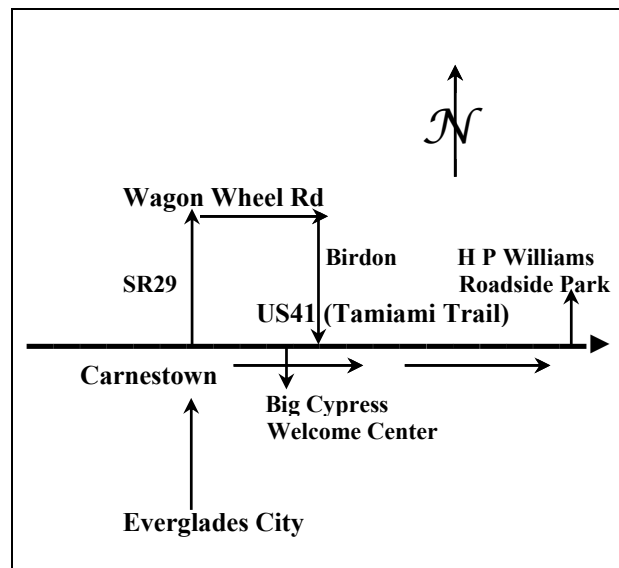 N
Wagon Wheel Rd
Birdon
H P Williams
Roadside Park
SR29
US41 (Tamiami Trail)
Carnestown
Big Cypress
Welcome Center
Everglades City